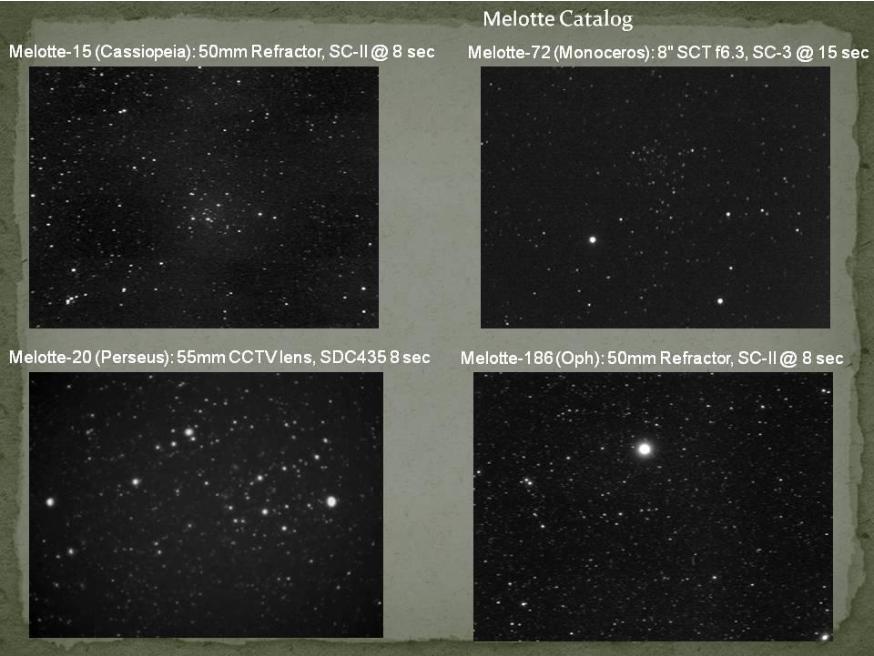 Melotte Catalog
Melotte-15 (Cassiopeia): 50mm Refractor, SC-II @ 8 sec
Melotte-72 (Monoceros): 8" SCT f6.3, SC-3 @ 15 sec
Melotte-20 (Perseus): 55mm CCTV lens, SDC435 8 sec
Melotte-186 (Oph): 50mm Refractor, SC-II @ 8 sec